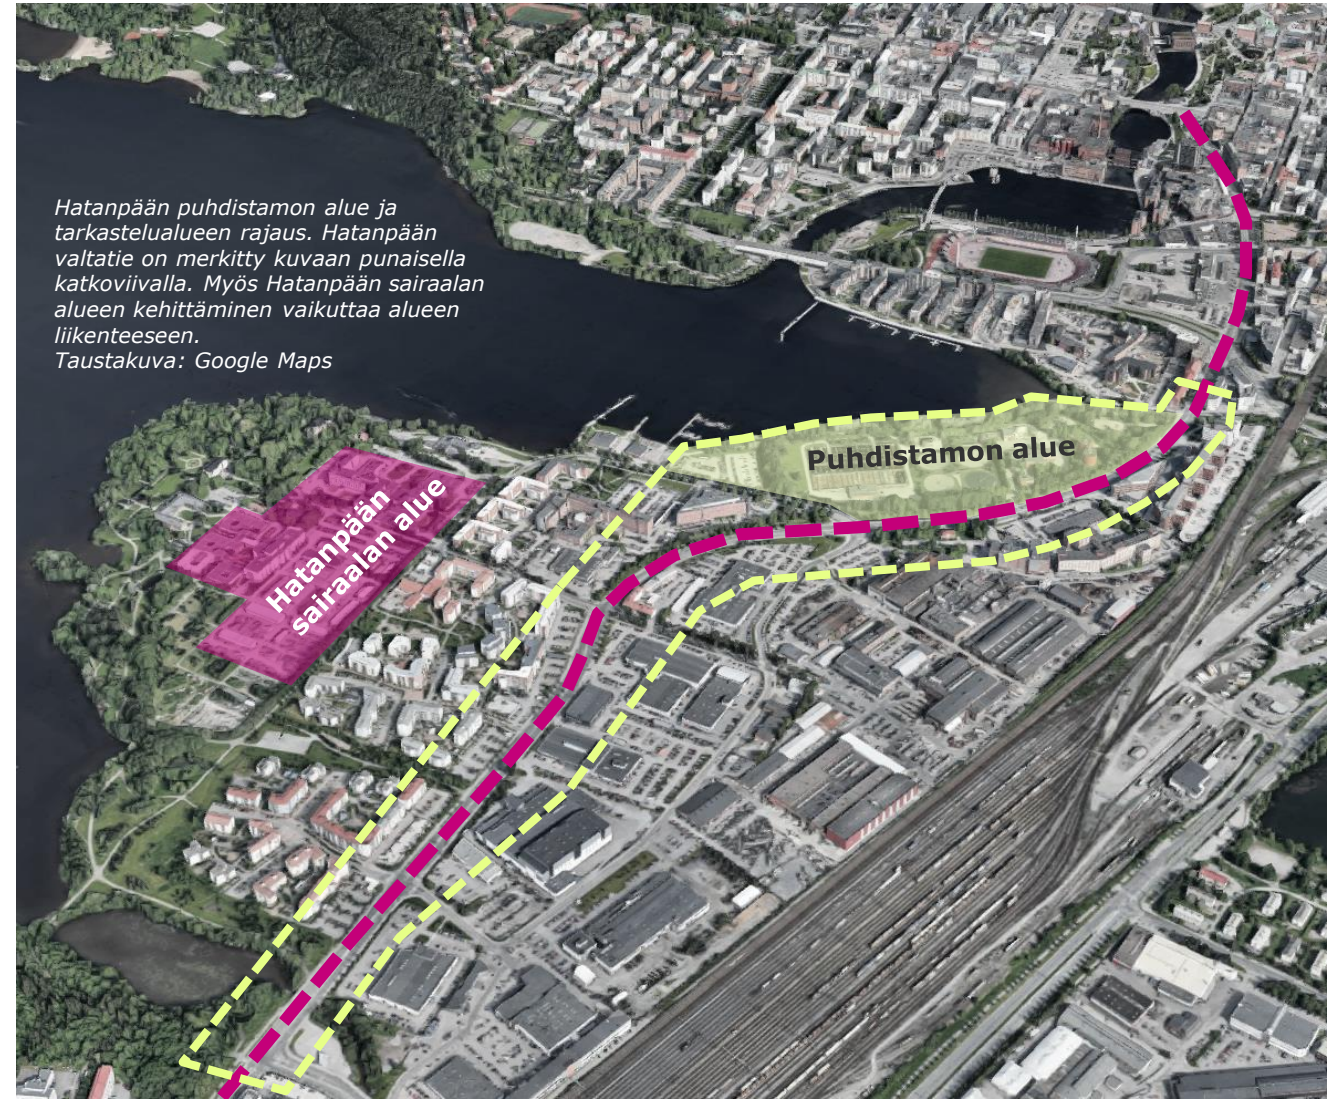 Hatanpään puhdistamon alue ja
tarkastelualueen rajaus. Hatanpään
valtatie on merkitty kuvaan punaisella
katkoviivalla. Myös Hatanpään sairaalan
alueen kehittäminen vaikuttaa alueen
liikenteeseen.
Taustakuva: Google Maps
Puhdistamon alue
Hatanpään
sairaalan alue